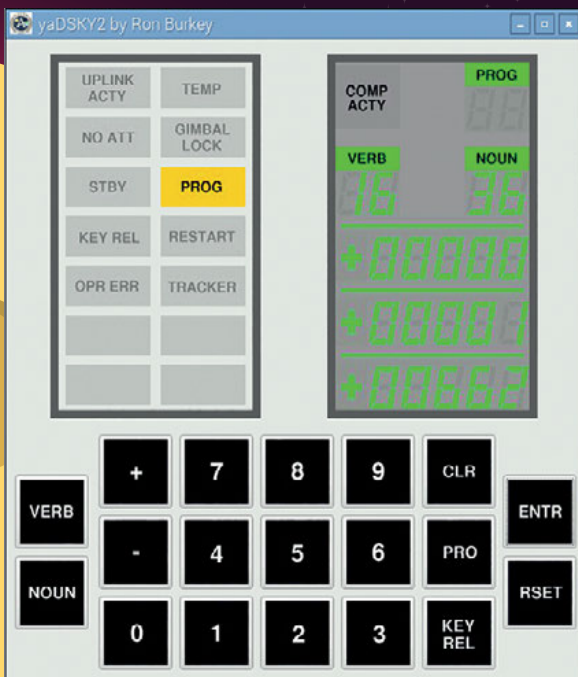 yaDSKY2 by Ron Burkey
UPLINK ACTY
TEMP
NO ATT
GIMBAL LOCK
STBY
PROG
KEY REL
RESTART
OPR ERR
TRACKER
COMP ACTY
PROG
VERB
NOUN
16
36
+00000
+00001
+00662
+
7
8
9
CLR
VERB
ENTR
-
4
5
6
PRO
NOUN
RSET
0
1
2
3
KEY REL